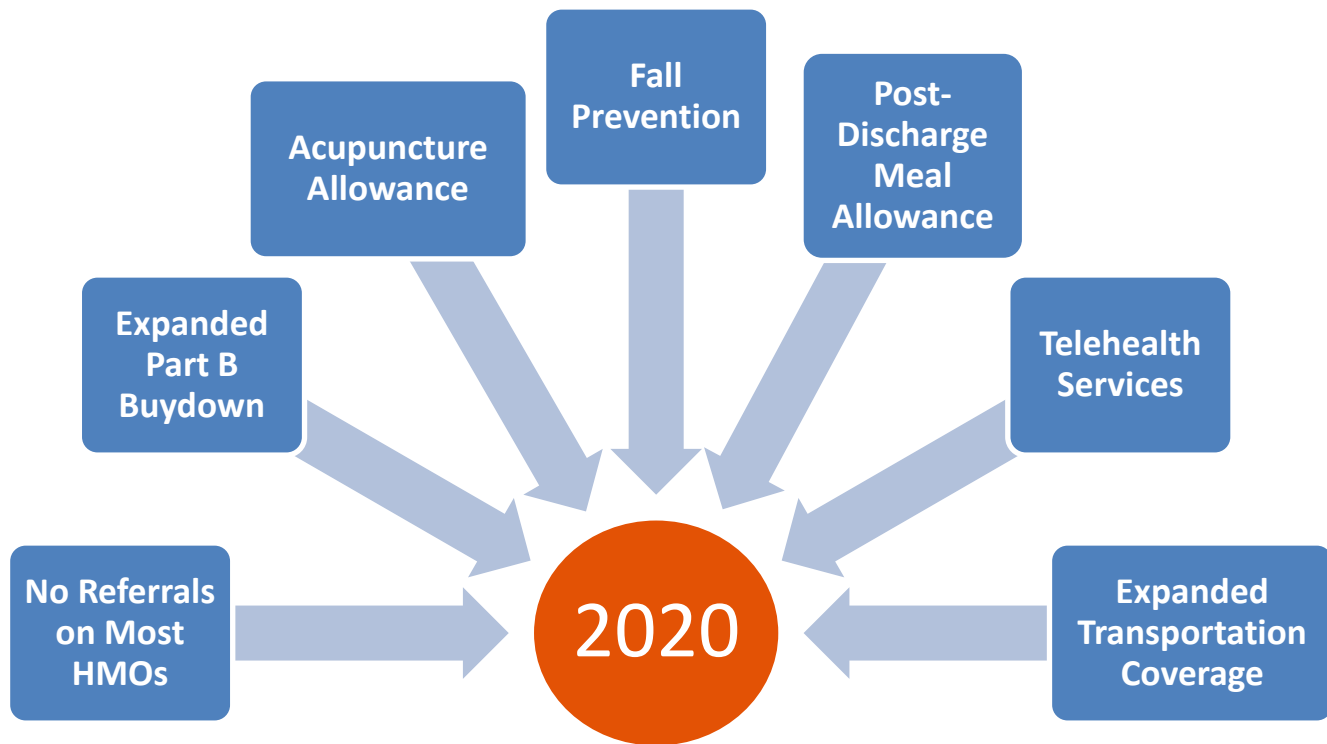 No Referrals
on Most
HMOs
Expanded
Part B
Buydown
Acupuncture
Allowance
Fall
Prevention
Post-
Discharge
Meal
Allowance
Telehealth
Services
Expanded
Transportation
Coverage
2020